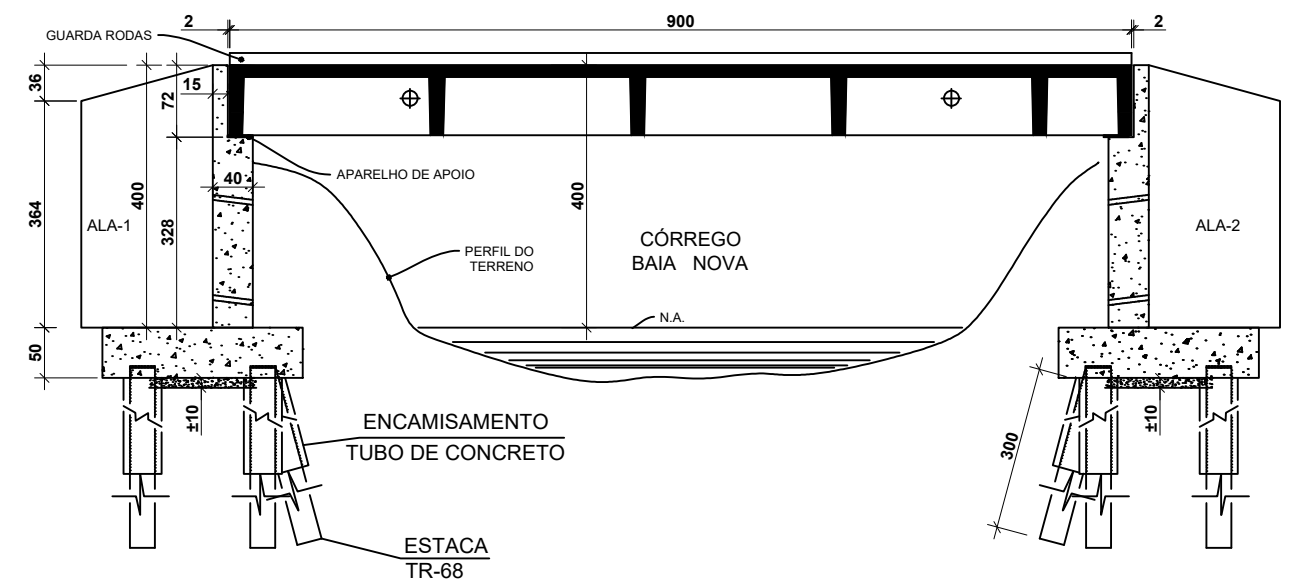 2
900
2
GUARDA RODAS
36
15
72
400
APARELHO DE APOIO
40
364
400
328
ALA-1
ALA-2
CÓRREGO
BAIA NOVA
PERFIL DO
TERRENO
N.A.
50
±10
±10
300
ENCAMISAMENTO
TUBO DE CONCRETO
ESTACA
TR-68